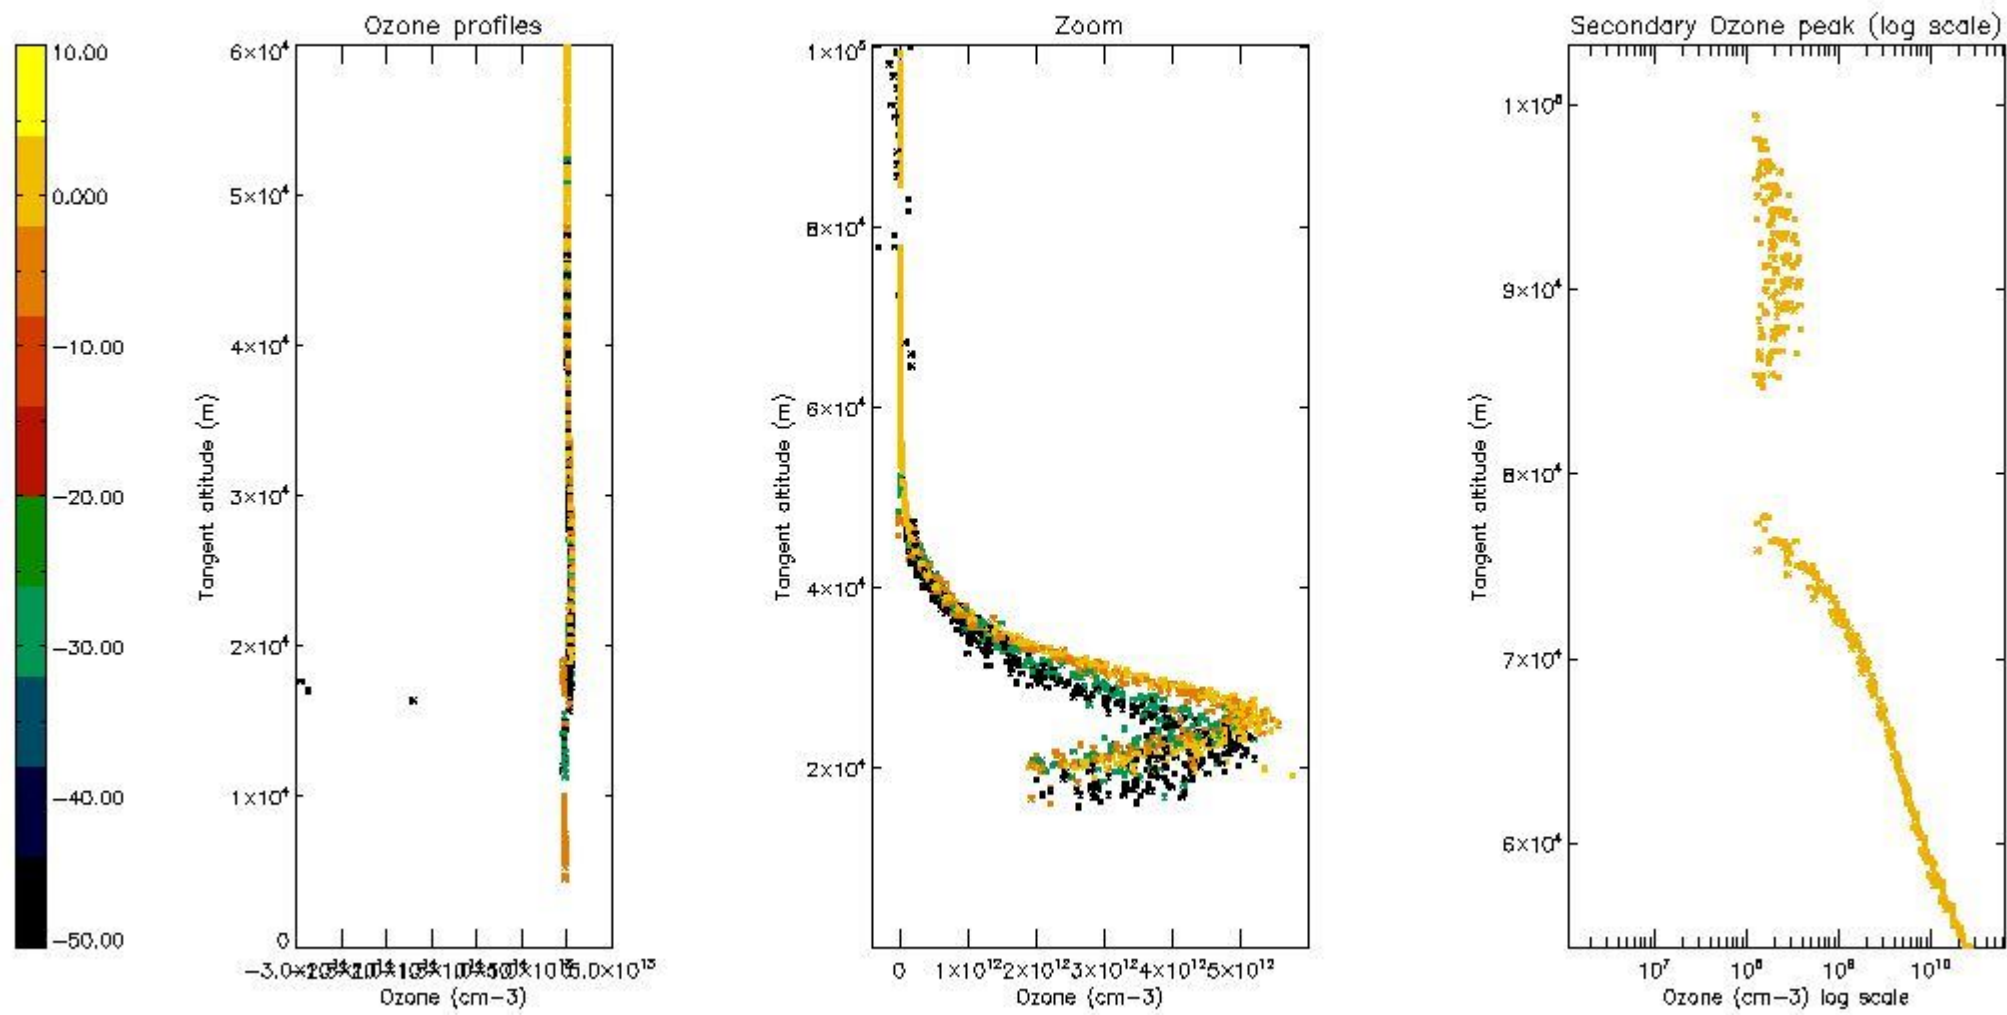 Ozone profiles
Zoom
Secondary Ozone peak (log scale)
10.00
0.000
−10.00
−20.00
−30.00
−40.00
−50.00
6×10⁴
5×10⁴
4×10⁴
3×10⁴
2×10⁴
1×10⁴
0
Tangent altitude (m)
5.0×10¹³
Ozone (cm−3)
1×10⁵
8×10⁴
6×10⁴
4×10⁴
2×10⁴
Tangent altitude (m)
0 1×10¹² 2×10¹² 3×10¹² 4×10¹² 5×10¹²
Ozone (cm−3)
9×10⁴
8×10⁴
7×10⁴
6×10⁴
Tangent altitude (m)
10⁷ 10⁸ 10⁹ 10¹⁰
Ozone (cm−3) log scale